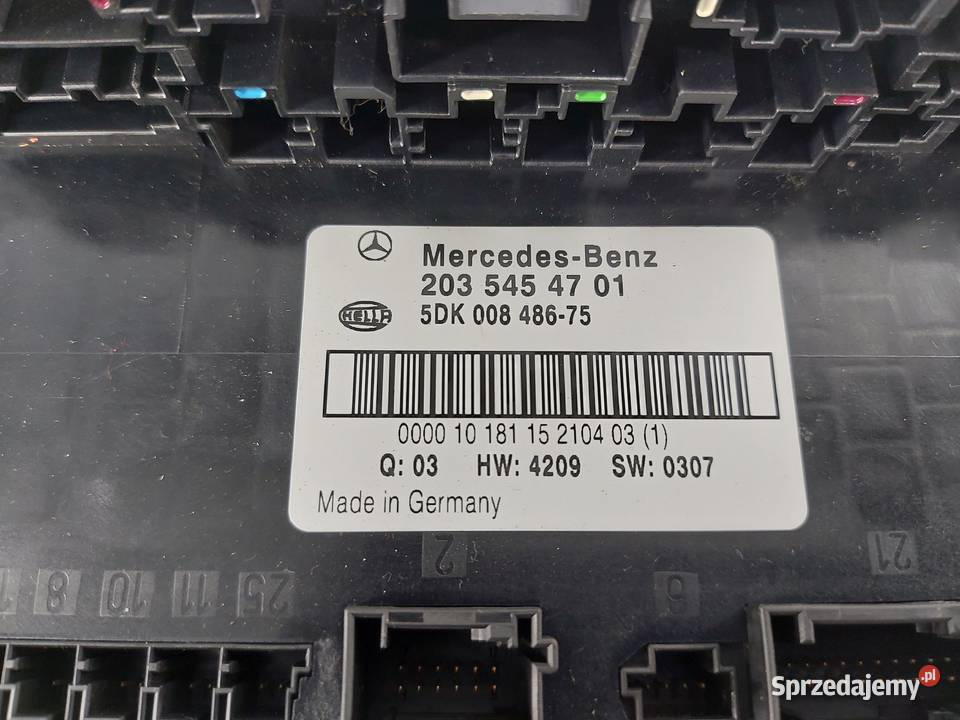 Mercedes-Benz
203 545 47 01
HELLA 5DK 008 486-75
0000 10 181 15 2104 03 (1)
Q: 03 HW: 4209 SW: 0307
Made in Germany
2
21
8 10 11 25
6
Sprzedajemy.pl